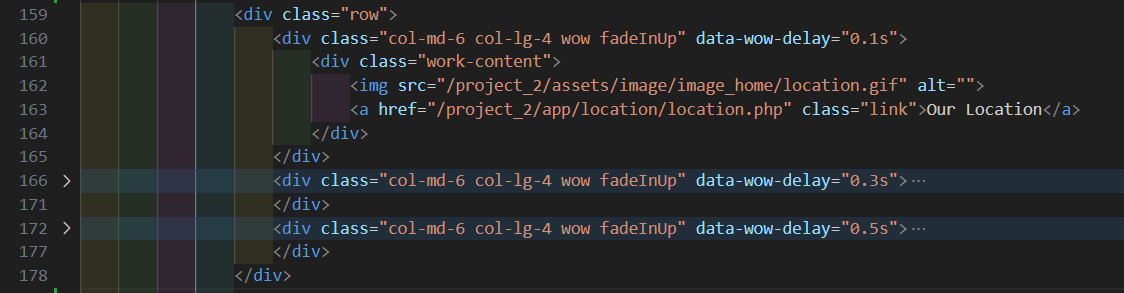 159 <div class="row">
160 <div class="col-md-6 col-lg-4 wow fadeInUp" data-wow-delay="0.1s">
161 <div class="work-content">
162 <img src="/project_2/assets/image/image_home/location.gif" alt="">
163 <a href="/project_2/app/location/location.php" class="link">Our Location</a>
164 </div>
165 </div>
166 <div class="col-md-6 col-lg-4 wow fadeInUp" data-wow-delay="0.3s">…
171 </div>
172 <div class="col-md-6 col-lg-4 wow fadeInUp" data-wow-delay="0.5s">…
177 </div>
178 </div>